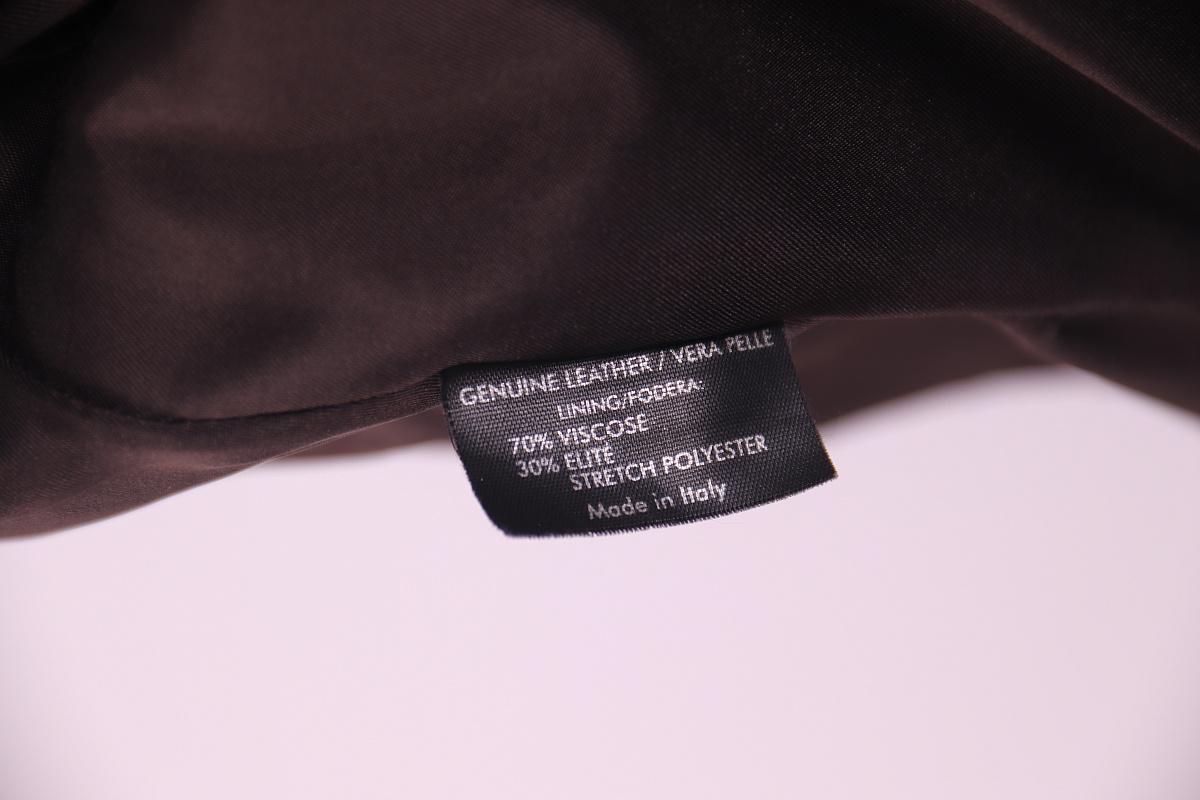 GENUINE LEATHER / VERA PELLE
LINING/FODERA
70% VISCOSE
30% ELITE
STRETCH POLYESTER
Made in Italy